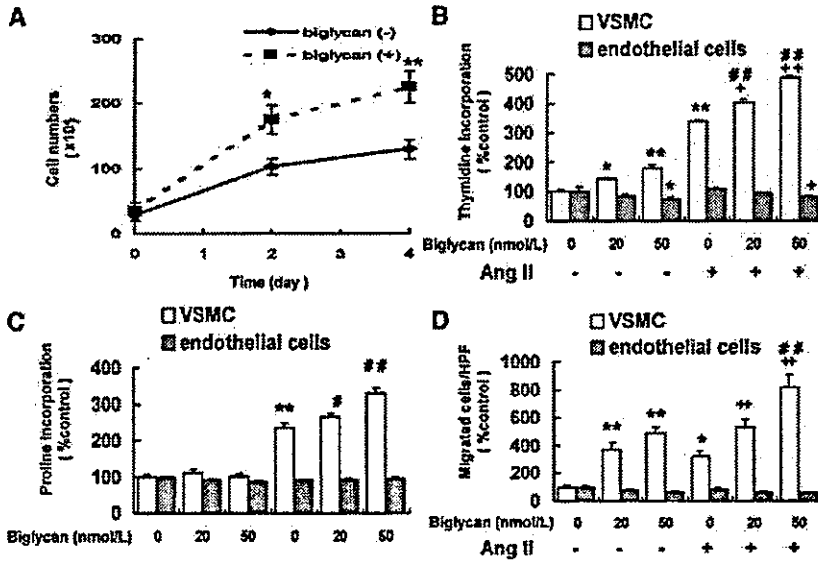 A
biglycan (-)
biglycan (+)
Cell numbers
(x10⁴)
300
200
100
0
*
**
0 1 2 3 4
Time (day)
B
VSMC
endothelial cells
Thymidine incorporation
(%control)
500
400
300
200
100
0
* ** * ** ## + ## ++ +
Biglycan (nmol/L) 0 20 50 0 20 50
Ang II - - - + + +
C
VSMC
endothelial cells
Proline incorporation
(%control)
400
300
200
100
0
** # ##
Biglycan (nmol/L) 0 20 50 0 20 50
D
VSMC
endothelial cells
Migrated cells/HPF
(%control)
1000
800
600
400
200
0
** ** * ++ ## ++
Biglycan (nmol/L) 0 20 50 0 20 50
Ang II - - - + + +